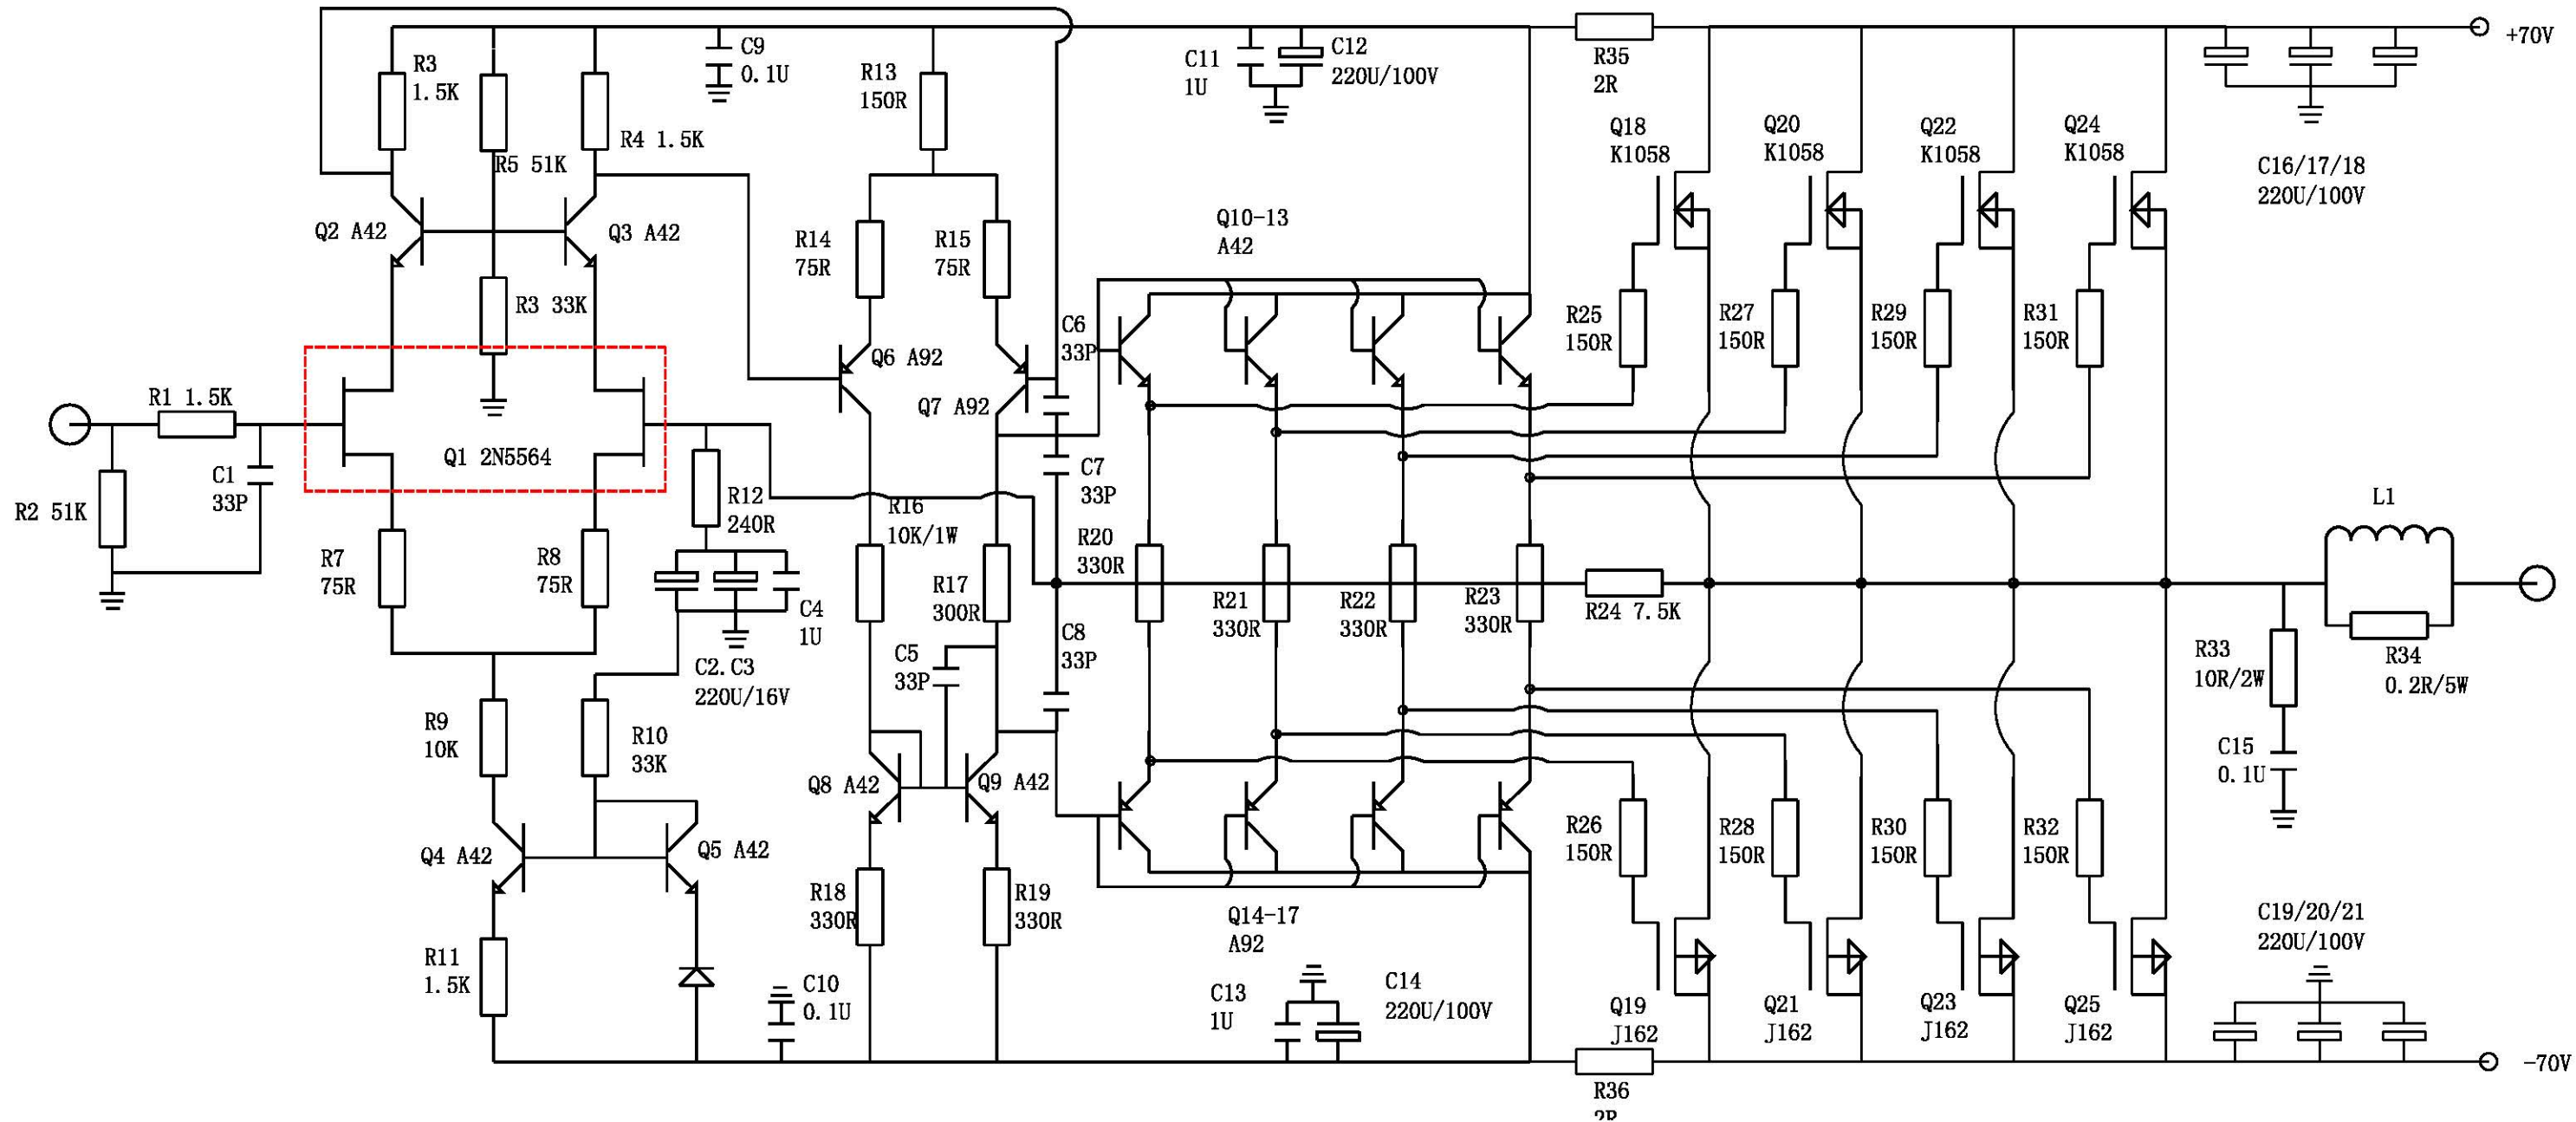 R3
1.5K
C9
0.1U
R13
150R
C11
1U
C12
220U/100V
R35
2R
+70V
R5 51K
R4 1.5K
Q18
K1058
Q20
K1058
Q22
K1058
Q24
K1058
C16/17/18
220U/100V
Q2 A42
Q3 A42
R14
75R
R15
75R
Q10-13
A42
R3 33K
Q6 A92
C6
33P
R25
150R
R27
150R
R29
150R
R31
150R
R1 1.5K
Q7 A92
Q1 2N5564
C1
33P
R2 51K
R12
240R
R16
10K/1W
C7
33P
L1
R7
75R
R8
75R
C4
1U
R17
300R
R20
330R
R21
330R
R22
330R
R23
330R
R24 7.5K
C2.C3
220U/16V
C5
33P
C8
33P
R33
10R/2W
R34
0.2R/5W
R9
10K
R10
33K
Q8 A42
Q9 A42
C15
0.1U
Q4 A42
Q5 A42
R26
150R
R28
150R
R30
150R
R32
150R
R18
330R
R19
330R
Q14-17
A92
C19/20/21
220U/100V
R11
1.5K
C10
0.1U
C13
1U
C14
220U/100V
Q19
J162
Q21
J162
Q23
J162
Q25
J162
-70V
R36
2R